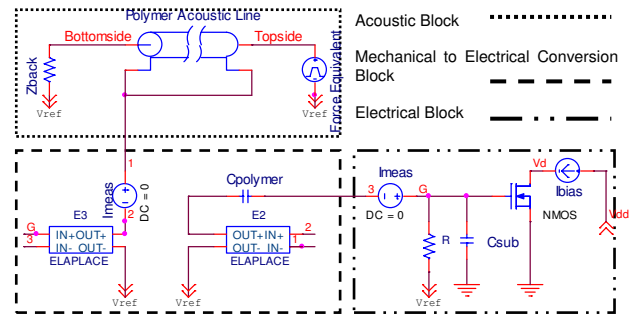 Polymer Acoustic Line
Bottomside
Topside
Zback
Vref
Force Equivalent
Vref
Acoustic Block
Mechanical to Electrical Conversion
Block
Electrical Block
1
Imeas
DC = 0
2
E3
G
3
IN+OUT+
IN- OUT-
ELAPLACE
Vref
Cpolymer
E2
OUT+IN+
OUT- IN-
2
1
ELAPLACE
Vref
Imeas
3
G
DC = 0
R
Csub
Vref
Vd
Ibias
NMOS
Vdd